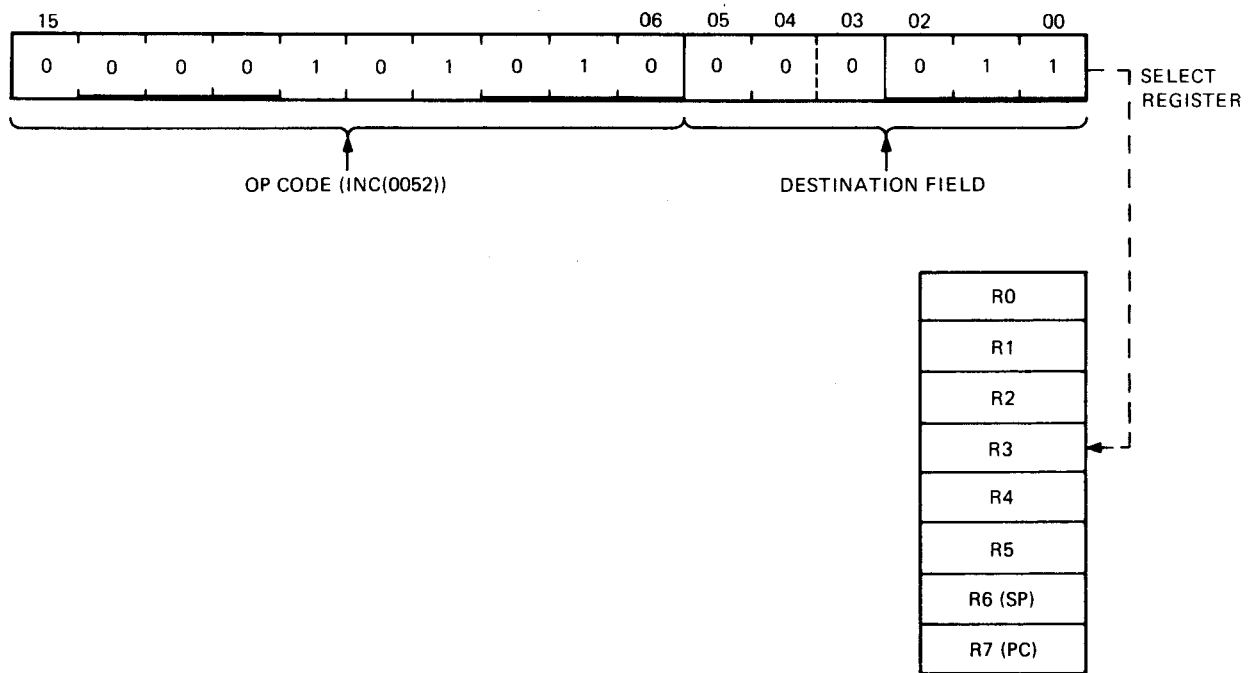 15 06 05 04 03 02 00
0 0 0 0 1 0 1 0 1 0 0 0 0 0 1 1
SELECT
REGISTER
OP CODE (INC(0052))
DESTINATION FIELD
R0
R1
R2
R3
R4
R5
R6 (SP)
R7 (PC)